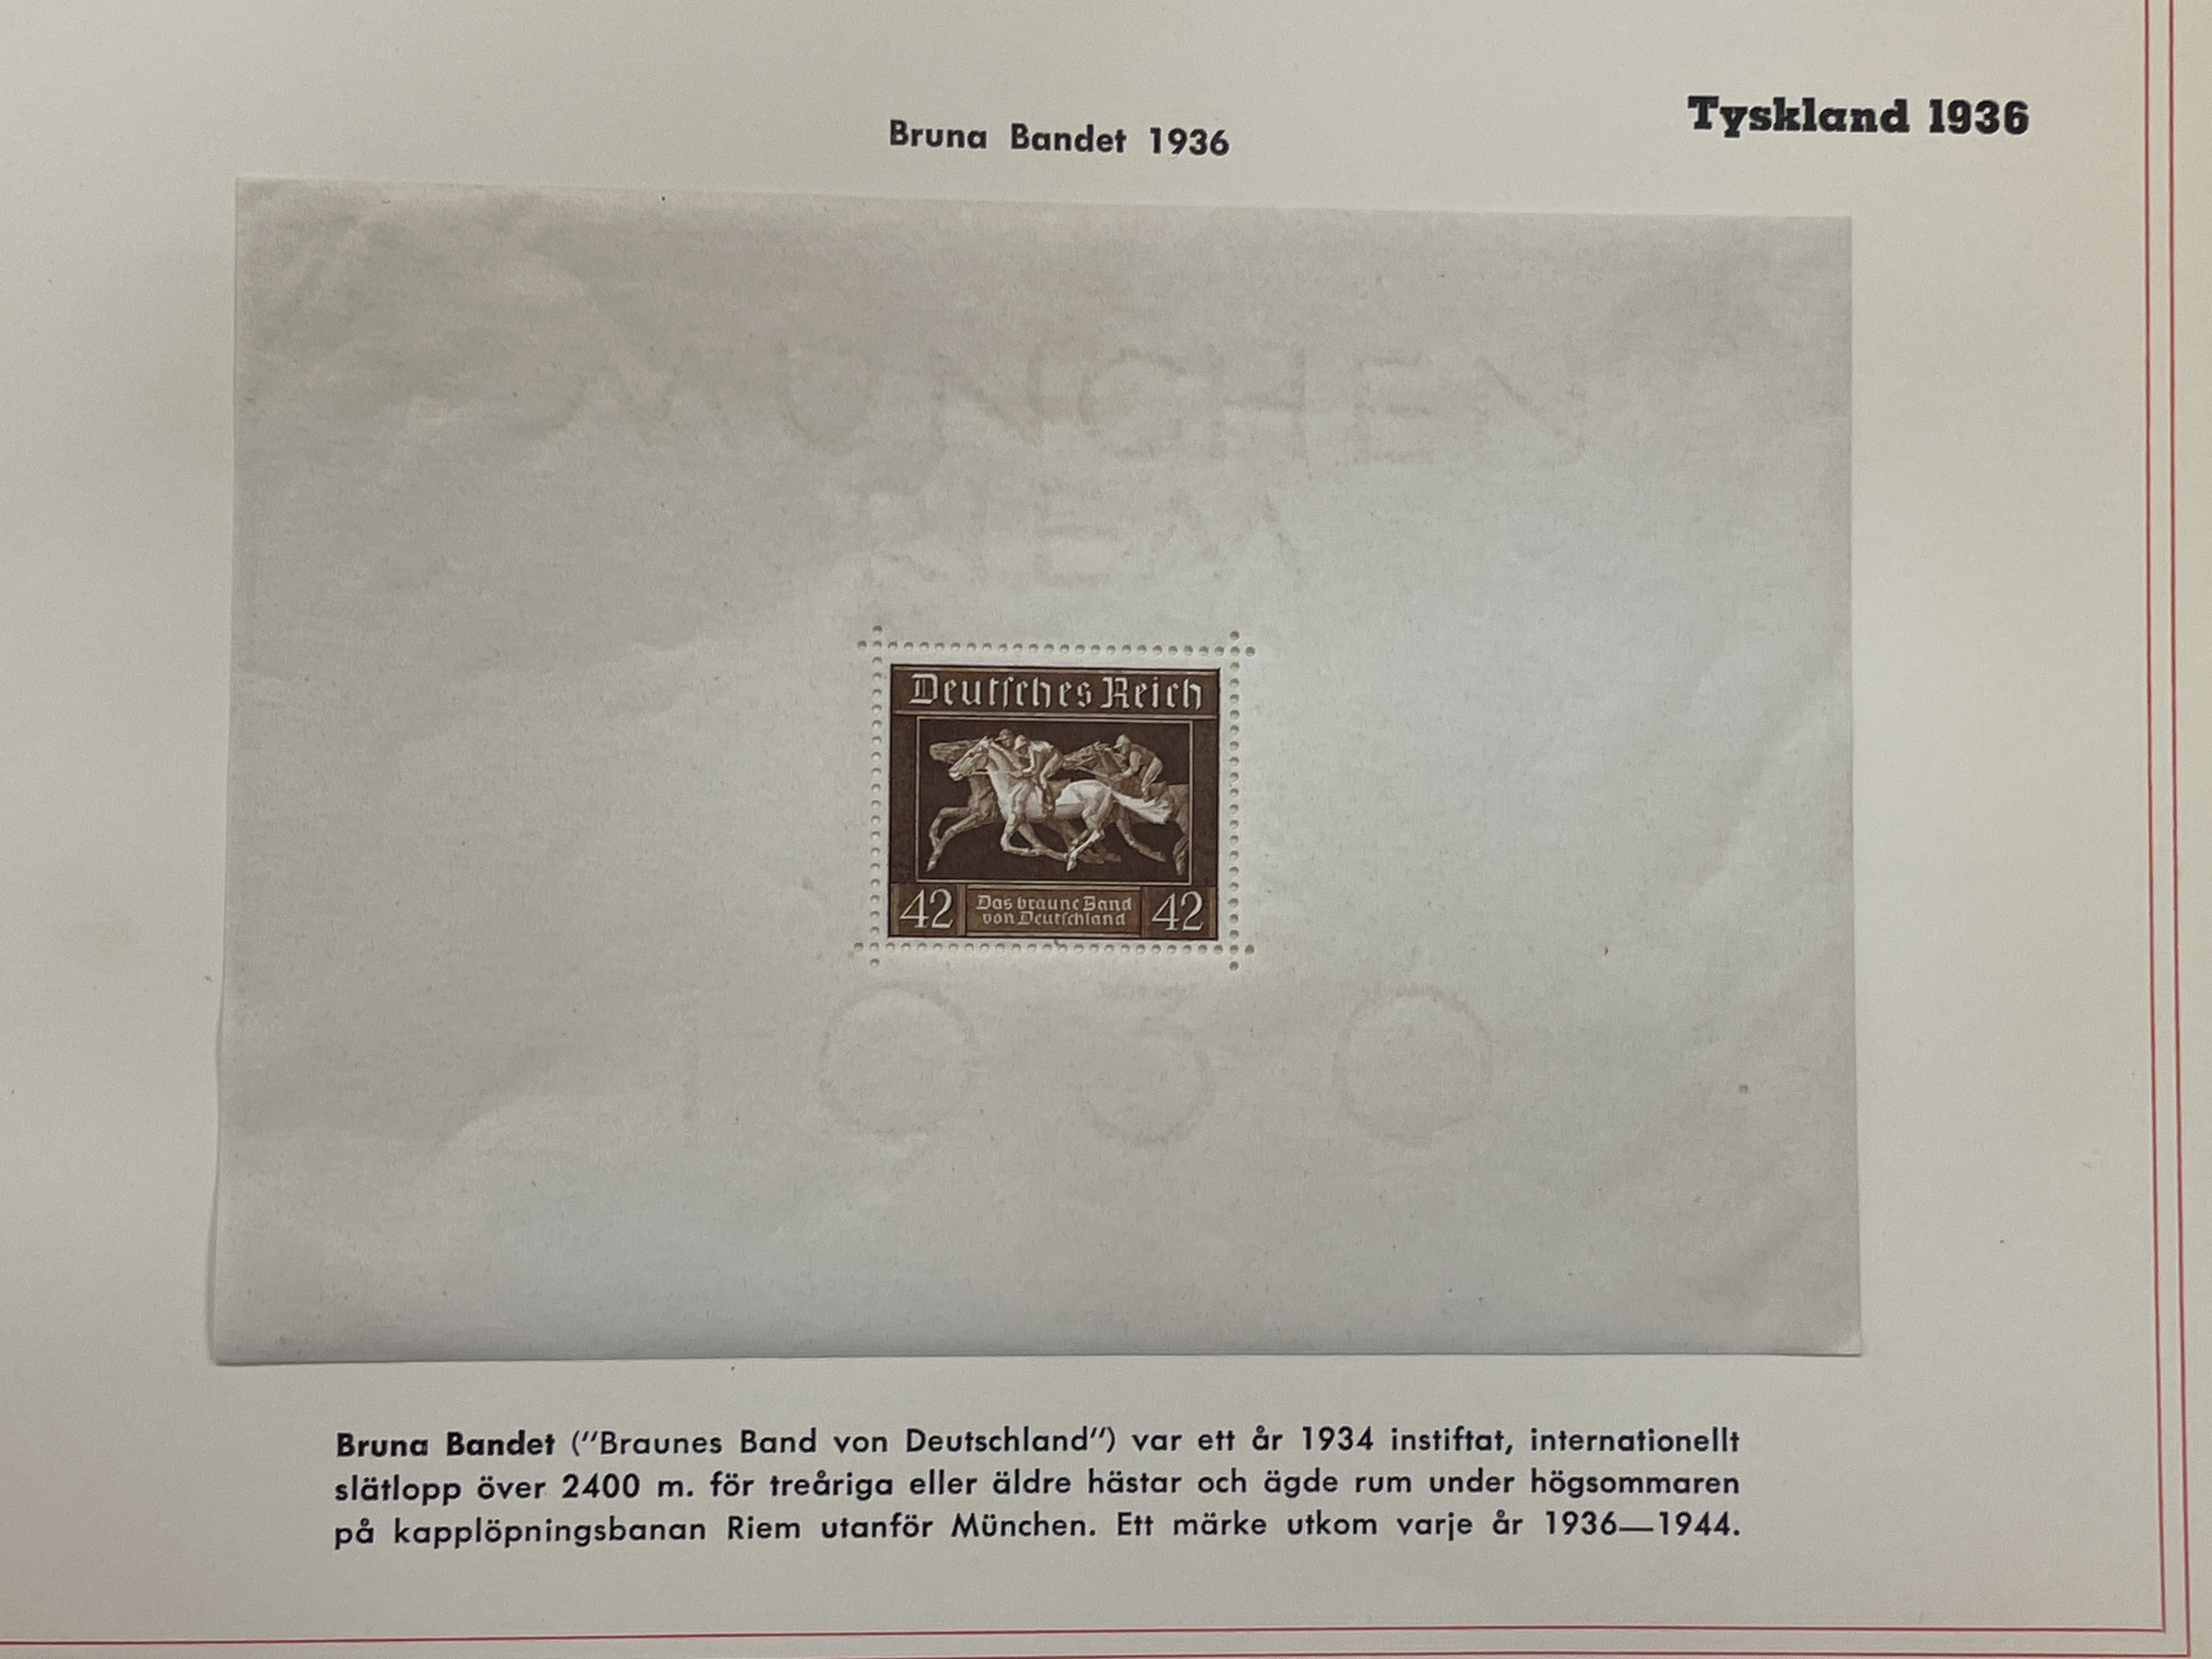 Bruna Bandet 1936
Tyskland 1936
Deutsches Reich
42
Das braune Band
von Deutschland
42
Bruna Bandet ("Braunes Band von Deutschland") var ett år 1934 instiftat, internationellt
slätlopp över 2400 m. för treåriga eller äldre hästar och ägde rum under högsommaren
på kapplöpningsbanan Riem utanför München. Ett märke utkom varje år 1936—1944.